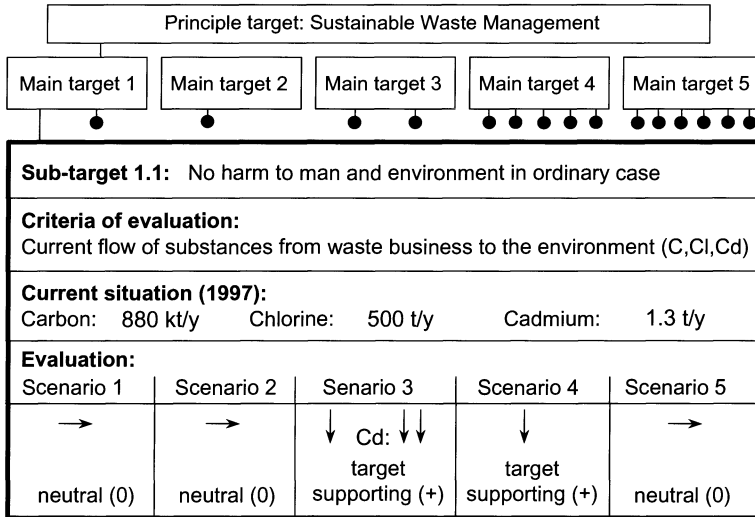 Principle target: Sustainable Waste Management
Main target 1 Main target 2 Main target 3 Main target 4 Main target 5
Sub-target 1.1: No harm to man and environment in ordinary case
Criteria of evaluation:
Current flow of substances from waste business to the environment (C,Cl,Cd)
Current situation (1997):
Carbon: 880 kt/y Chlorine: 500 t/y Cadmium: 1.3 t/y
Evaluation:
Scenario 1 Scenario 2 Senario 3 Scenario 4 Scenario 5
→ → ↓ Cd: ↓↓ ↓ →
target target
neutral (0) neutral (0) supporting (+) supporting (+) neutral (0)